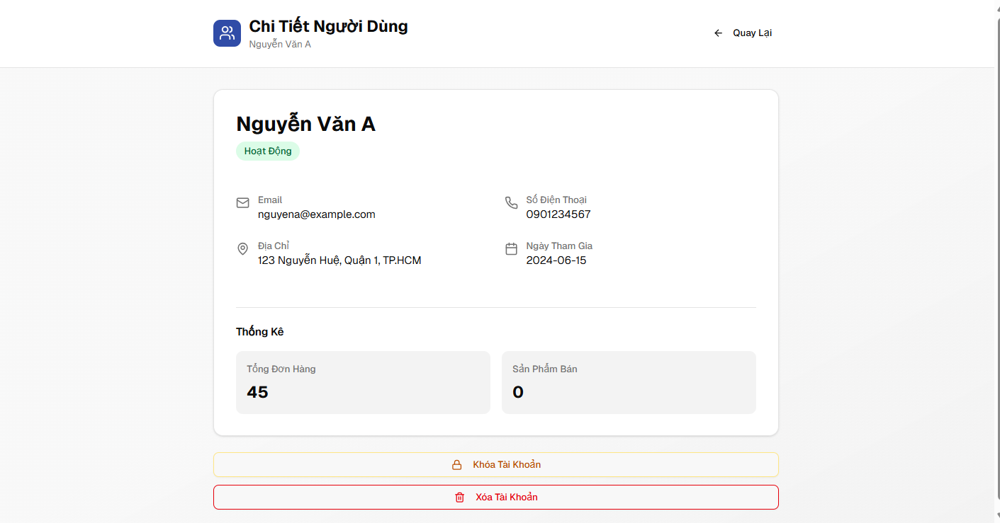 Chi Tiết Người Dùng
Nguyễn Văn A
Quay Lại
Nguyễn Văn A
Hoạt Động
Email
nguyena@example.com
Số Điện Thoại
0901234567
Địa Chỉ
123 Nguyễn Huệ, Quận 1, TP.HCM
Ngày Tham Gia
2024-06-15
Thống Kê
Tổng Đơn Hàng
45
Sản Phẩm Bán
0
Khóa Tài Khoản
Xóa Tài Khoản